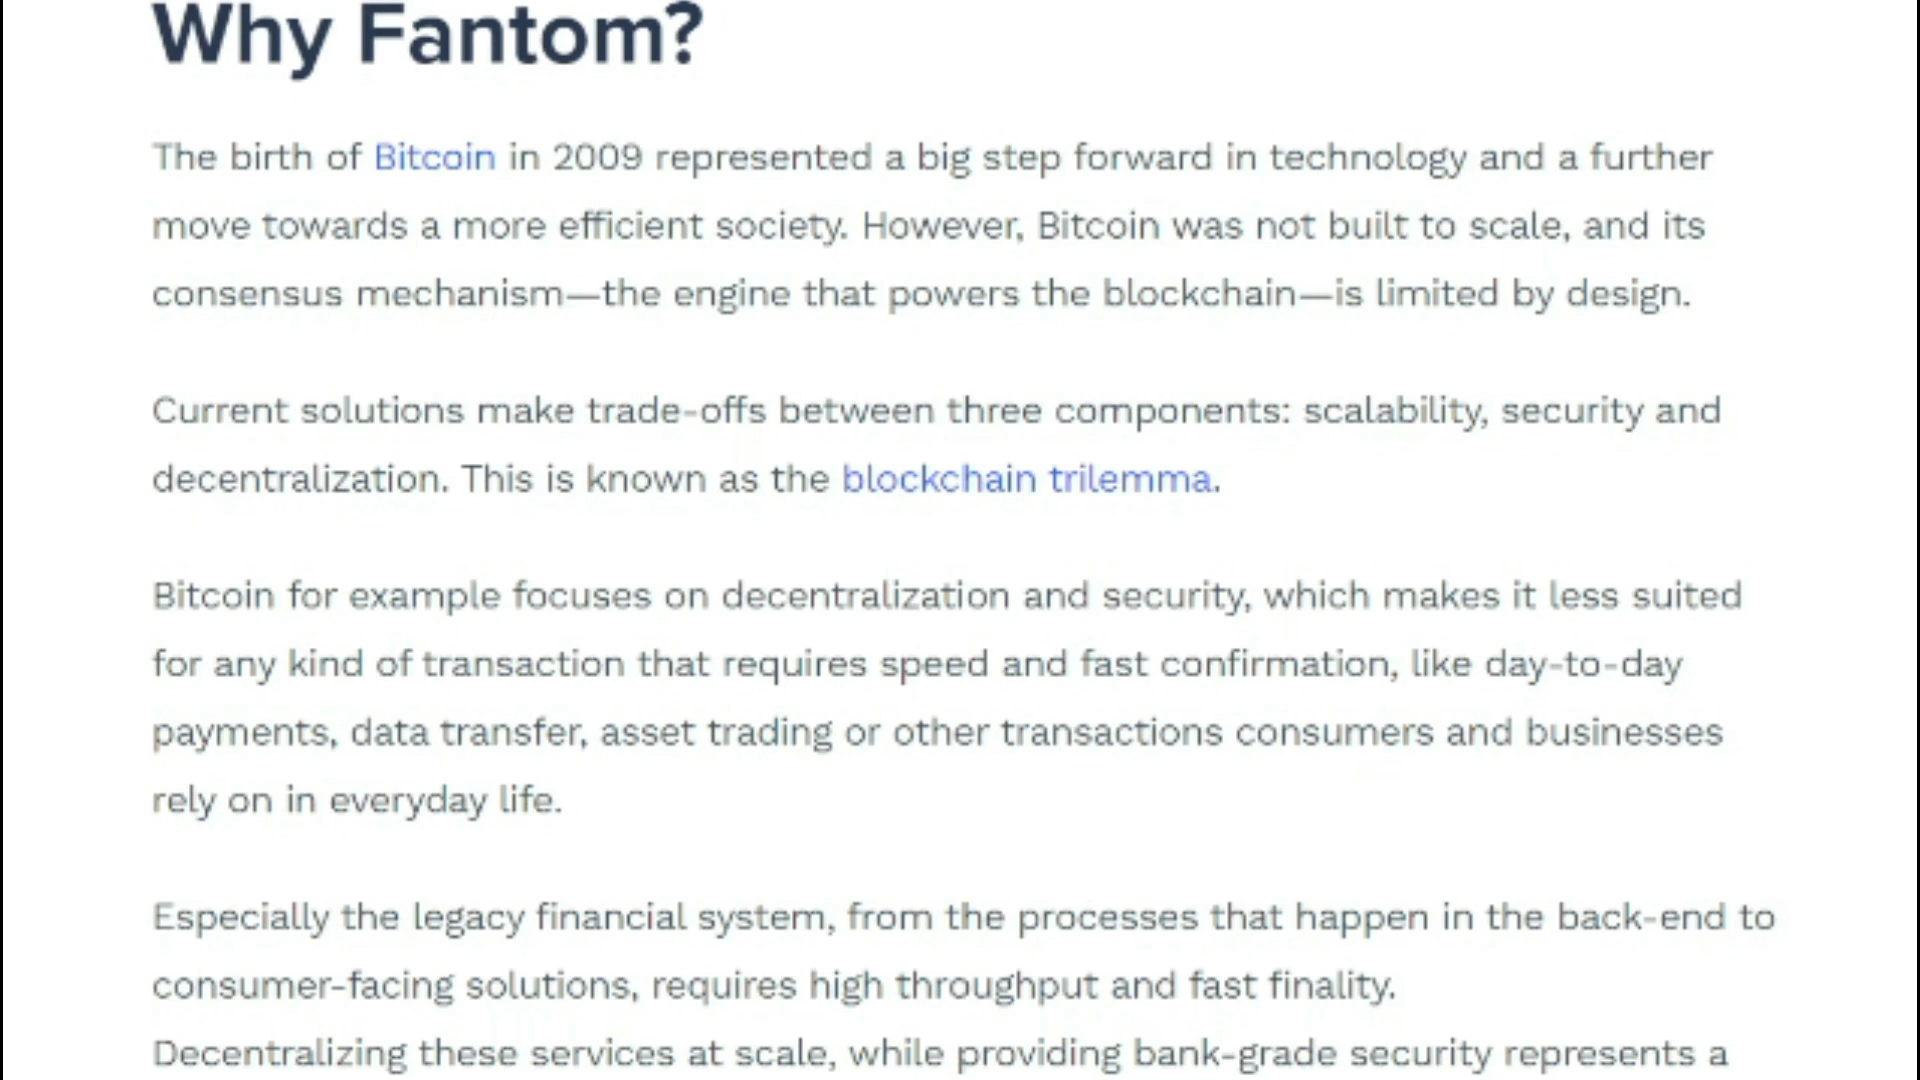 Why Fantom?
The birth of Bitcoin in 2009 represented a big step forward in technology and a further
move towards a more efficient society. However, Bitcoin was not built to scale, and its
consensus mechanism—the engine that powers the blockchain—is limited by design.
Current solutions make trade-offs between three components: scalability, security and
decentralization. This is known as the blockchain trilemma.
Bitcoin for example focuses on decentralization and security, which makes it less suited
for any kind of transaction that requires speed and fast confirmation, like day-to-day
payments, data transfer, asset trading or other transactions consumers and businesses
rely on in everyday life.
Especially the legacy financial system, from the processes that happen in the back-end to
consumer-facing solutions, requires high throughput and fast finality.
Decentralizing these services at scale, while providing bank-grade security represents a